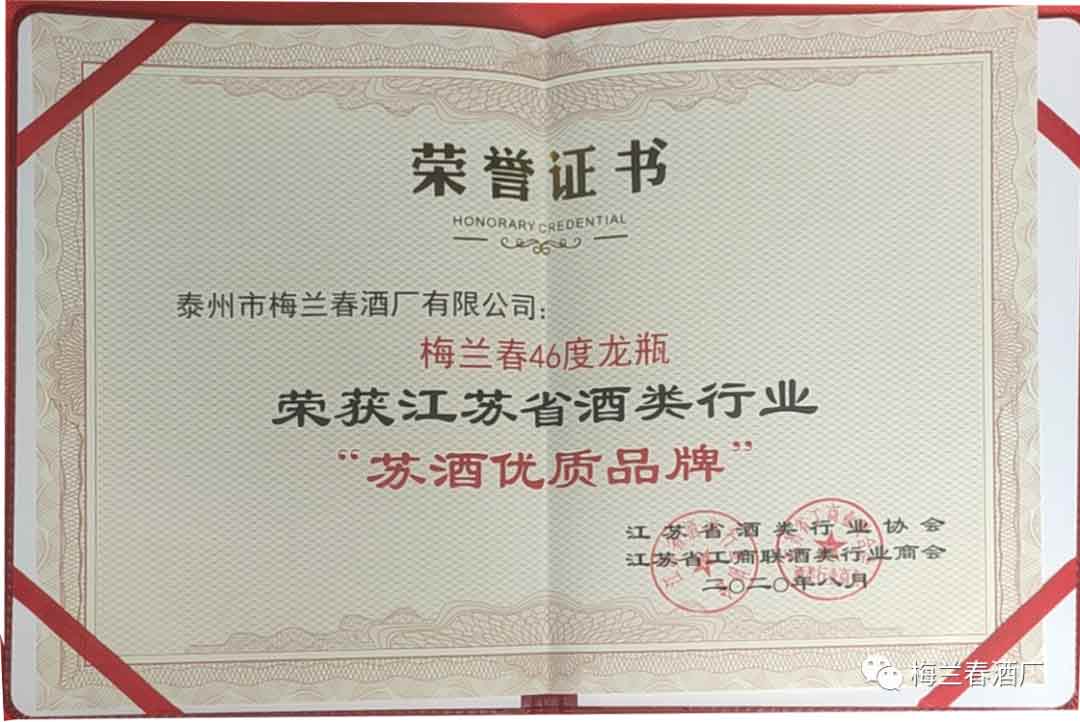 荣誉证书
HONORARY CREDENTIAL
泰州市梅兰春酒厂有限公司:
梅兰春46度龙瓶
荣获江苏省酒类行业
“苏酒优质品牌”
江苏省酒类行业协会
江苏省工商联酒类行业商会
二〇二〇年八月
梅兰春酒厂